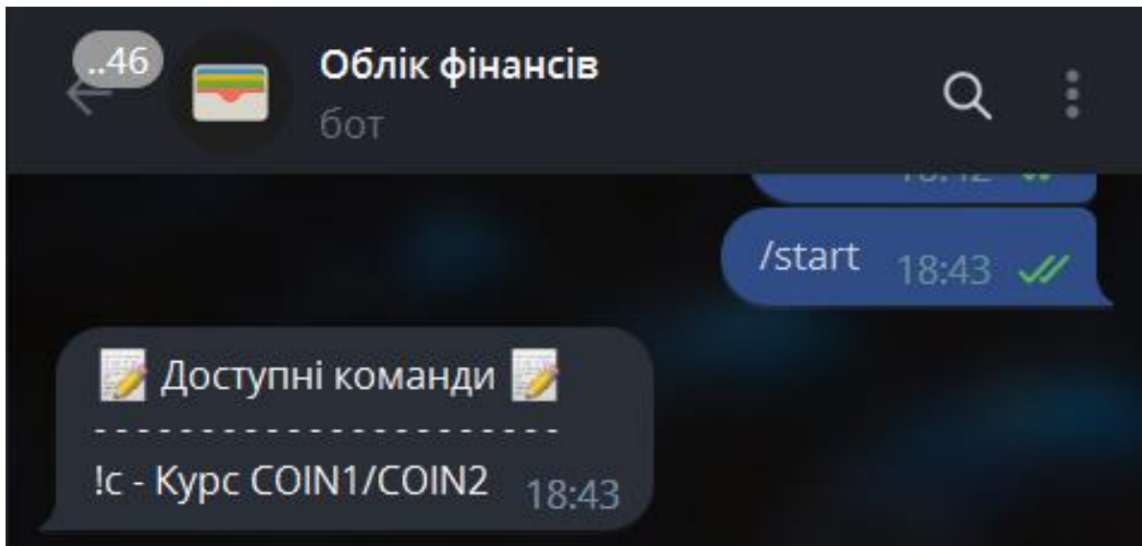 ..46
Облік фінансів
бот
/start 18:43
Доступні команди
-----------------------
!c - Курс COIN1/COIN2 18:43